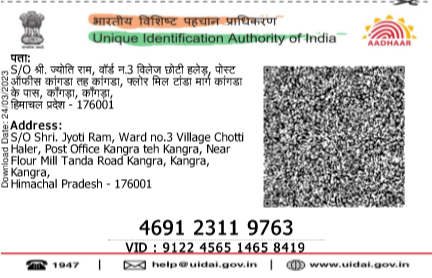 भारतीय विशिष्ट पहचान प्राधिकरण
Unique Identification Authority of India
AADHAAR
पता:
S/O श्री. ज्योति राम, वॉर्ड न.3 विलेज छोटी हलेड़, पोस्ट
ऑफीस कांगडा तह कांगडा, फ्लोर मिल टांडा मार्ग कांगडा
के पास, काँगड़ा, काँगड़ा,
हिमाचल प्रदेश - 176001
Download Date: 24/03/2023
Address:
S/O Shri. Jyoti Ram, Ward no.3 Village Chotti
Haler, Post Office Kangra teh Kangra, Near
Flour Mill Tanda Road Kangra, Kangra,
Kangra,
Himachal Pradesh - 176001
4691 2311 9763
VID : 9122 4565 1465 8419
1947 | help@uidai.gov.in | www.uidai.gov.in